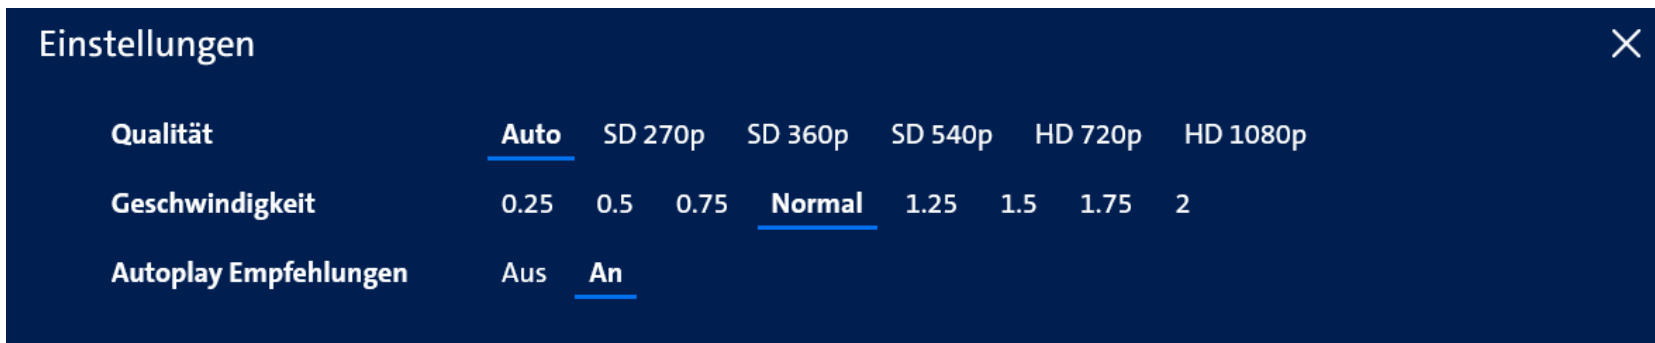 Einstellungen
Qualität Auto SD 270p SD 360p SD 540p HD 720p HD 1080p
Geschwindigkeit 0.25 0.5 0.75 Normal 1.25 1.5 1.75 2
Autoplay Empfehlungen Aus An